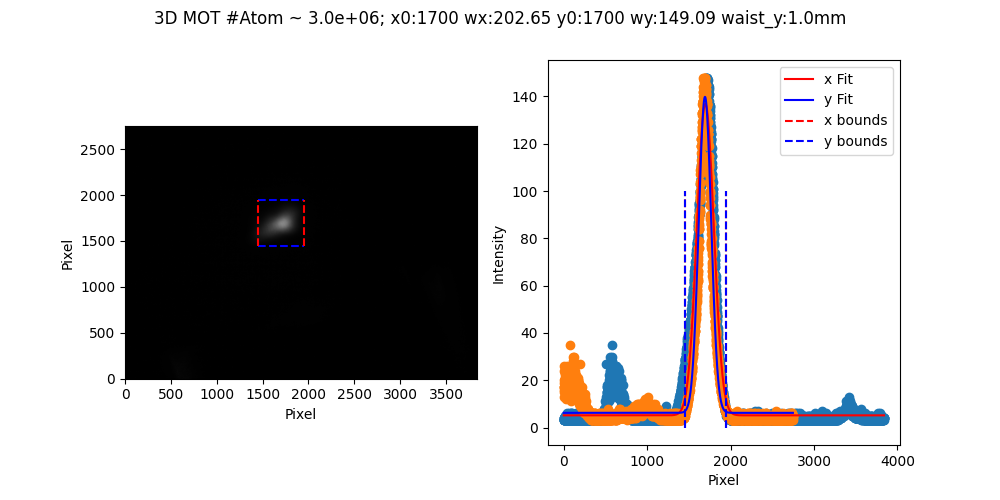 3D MOT #Atom ~ 3.0e+06; x0:1700 wx:202.65 y0:1700 wy:149.09 waist_y:1.0mm
Pixel
2500
2000
1500
1000
500
0
0 500 1000 1500 2000 2500 3000 3500
Pixel
Intensity
140
120
100
80
60
40
20
0
0 1000 2000 3000 4000
Pixel
x Fit
y Fit
x bounds
y bounds